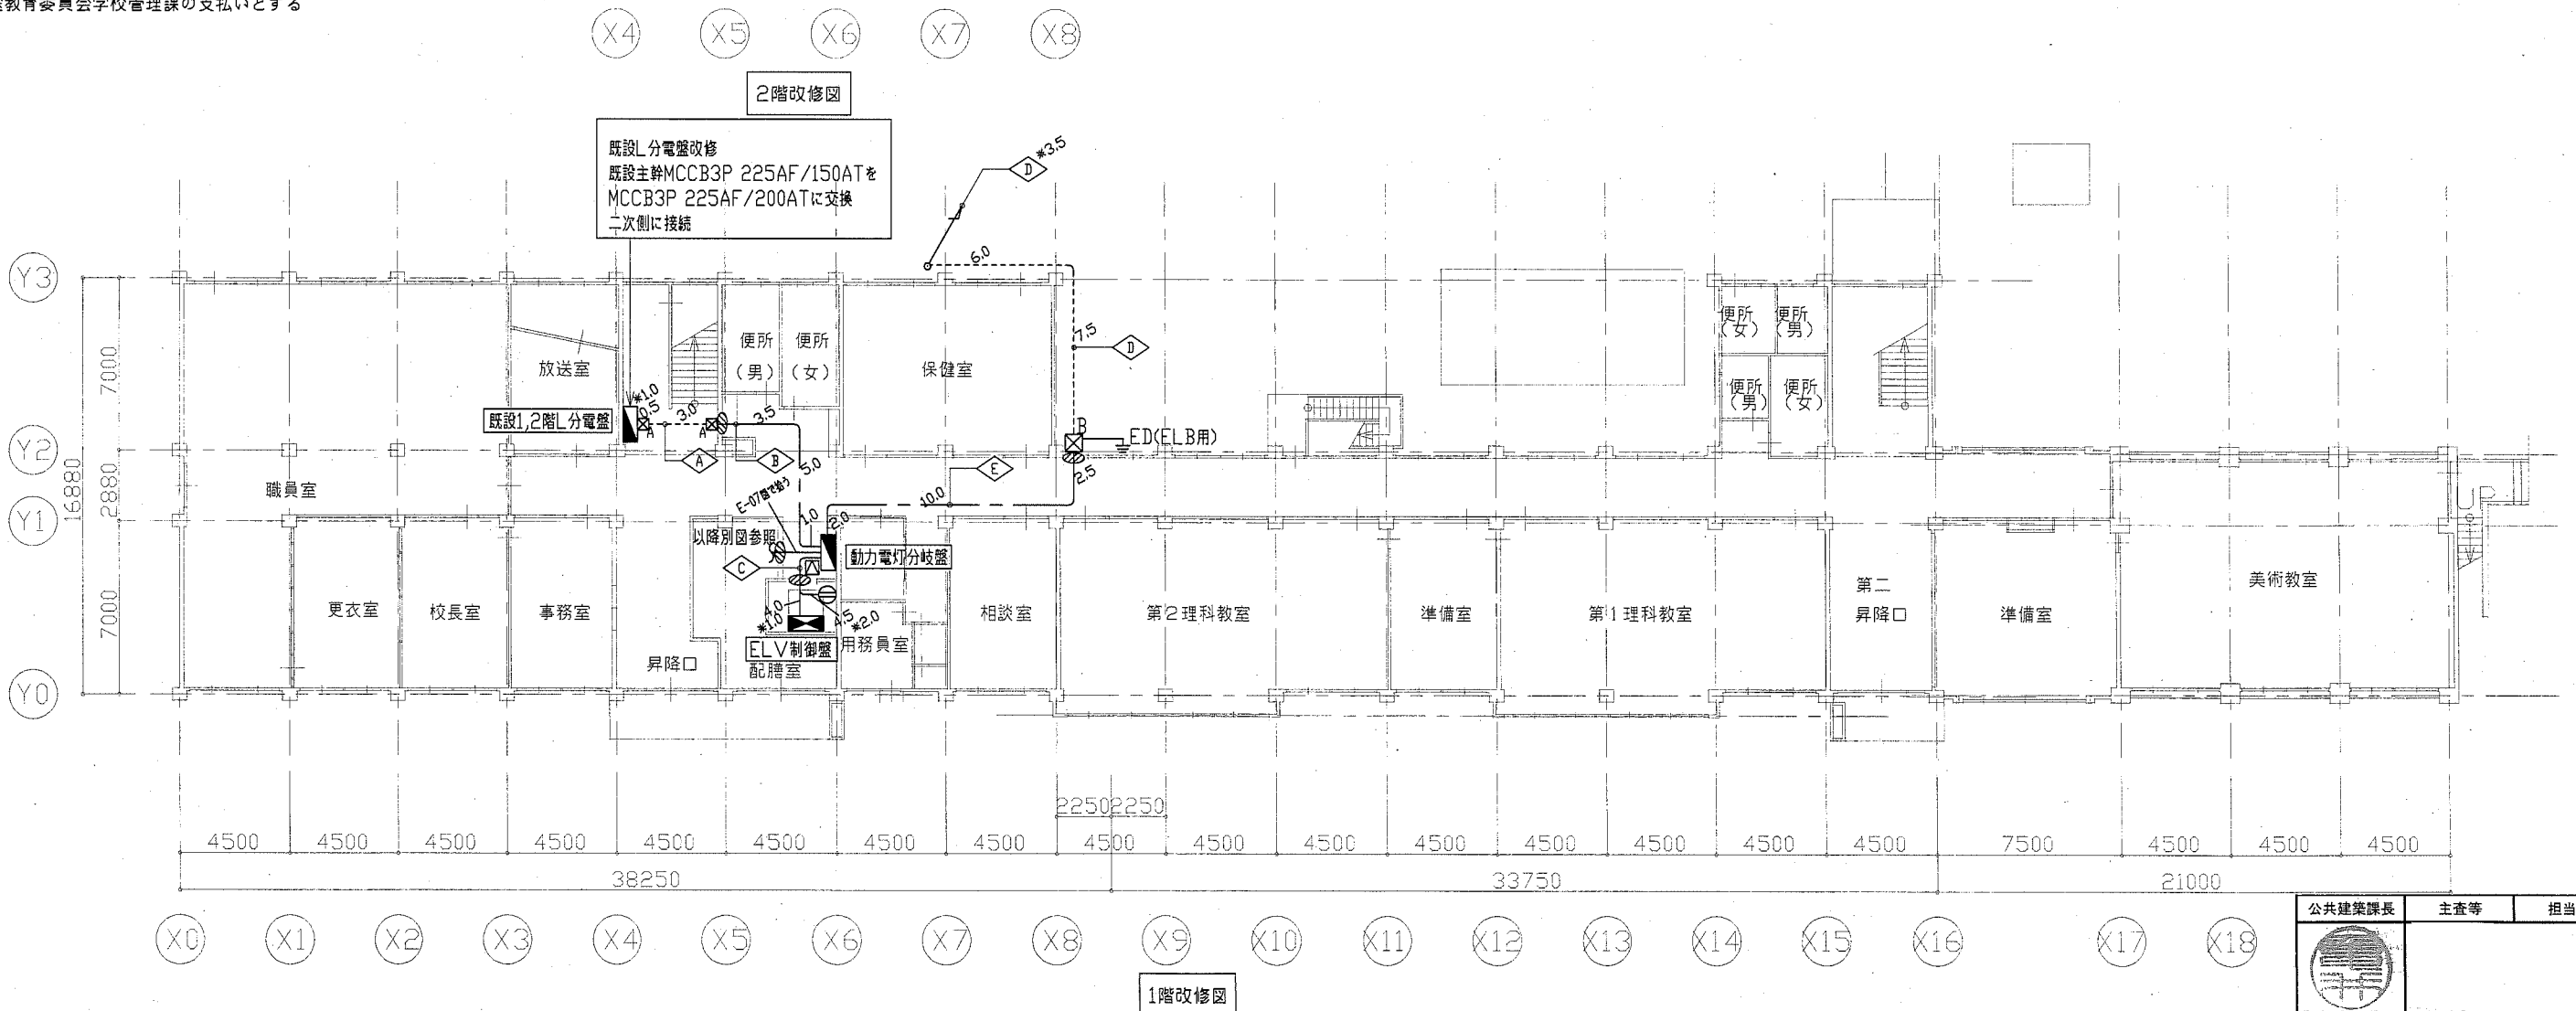 教育委員会学校管理課の支払いとする
X4 X5 X6 X7 X8
2階改修図
既設L分電盤改修
既設主幹MCCB3P 225AF/150ATを
MCCB3P 225AF/200ATに交換
二次側に接続
D *3.5
6.0
Y3
7.5
D
7000
放送室
便所
(男)
便所
(女)
保健室
便所
(女)
便所
(男)
便所
(男)
便所
(女)
既設1,2階L分電盤
*1.0
0.5
A
3.0
A
3.5
B
ED(ELB用)
Y2
A
B
5.0
E
2.5
16880
2880
職員室
E-07図で拾う
10.0
UP
Y1
1.0
2.0
以降別図参照
動力電灯分岐盤
C
7000
更衣室
校長室
事務室
4.0
*1.0
4.5
*2.0
ELV制御盤
用務員室
昇降口
配膳室
相談室
第2理科教室
準備室
第1理科教室
第二
昇降口
準備室
美術教室
Y0
2250 2250
4500 4500 4500 4500 4500 4500 4500 4500 4500 4500 4500 4500 4500 4500 4500 4500 7500 4500 4500 4500
38250 33750 21000
公共建築課長 主査等 担当
X0 X1 X2 X3 X4 X5 X6 X7 X8 X9 X10 X11 X12 X13 X14 X15 X16 X17 X18
1階改修図